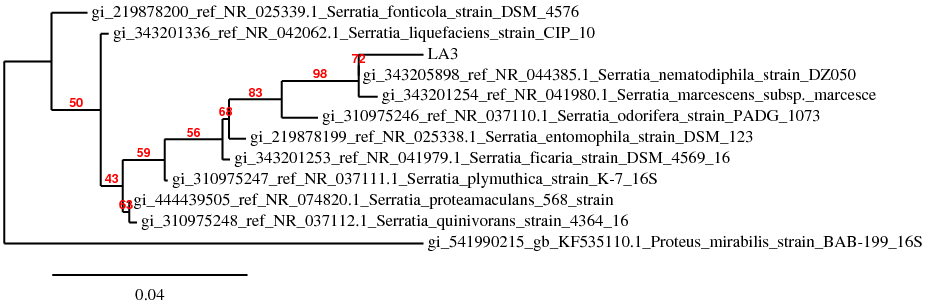 gi_219878200_ref_NR_025339.1_Serratia_fonticola_strain_DSM_4576
gi_343201336_ref_NR_042062.1_Serratia_liquefaciens_strain_CIP_10
LA3
72
gi_343205898_ref_NR_044385.1_Serratia_nematodiphila_strain_DZ050
98
gi_343201254_ref_NR_041980.1_Serratia_marcescens_subsp._marcesce
83
50
gi_310975246_ref_NR_037110.1_Serratia_odorifera_strain_PADG_1073
68
gi_219878199_ref_NR_025338.1_Serratia_entomophila_strain_DSM_123
56
gi_343201253_ref_NR_041979.1_Serratia_ficaria_strain_DSM_4569_16
59
gi_310975247_ref_NR_037111.1_Serratia_plymuthica_strain_K-7_16S
43
gi_444439505_ref_NR_074820.1_Serratia_proteamaculans_568_strain
63
gi_310975248_ref_NR_037112.1_Serratia_quinivorans_strain_4364_16
gi_541990215_gb_KF535110.1_Proteus_mirabilis_strain_BAB-199_16S
0.04